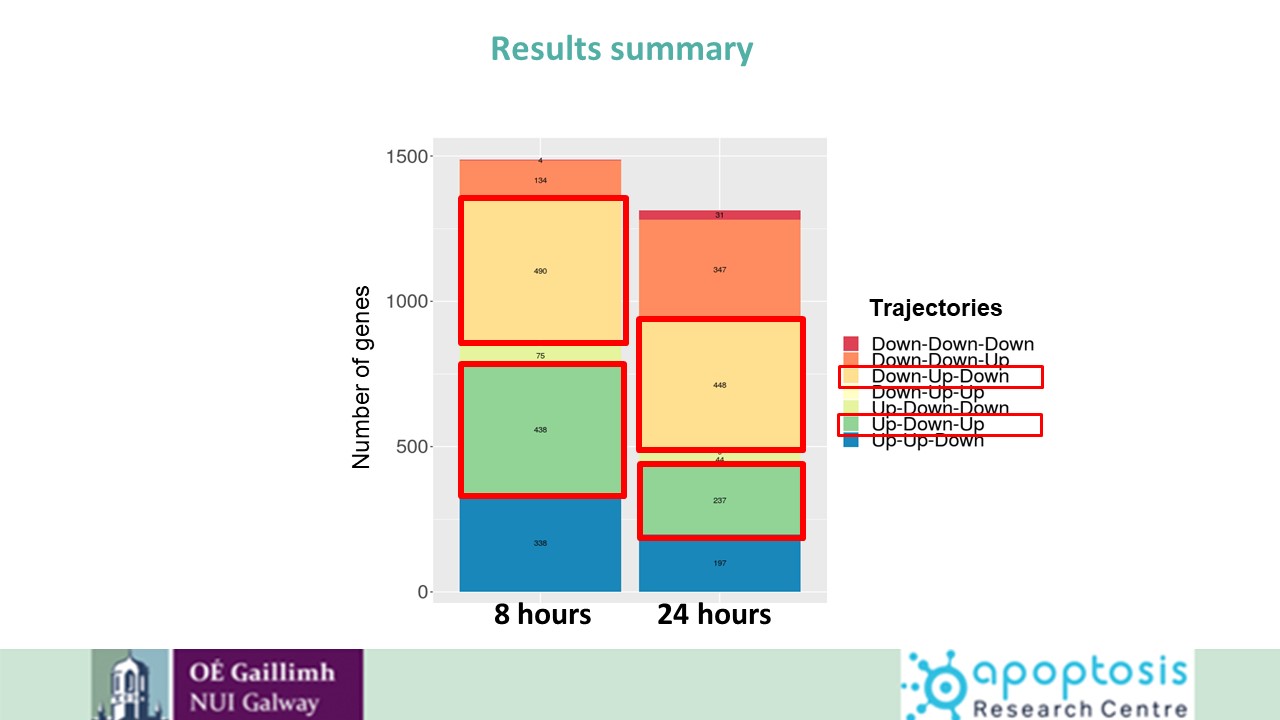 Results summary
1500
1000
500
0
Number of genes
4
134
490
75
438
338
31
347
448
44
237
197
8 hours
24 hours
Trajectories
Down-Down-Down
Down-Down-Up
Down-Up-Down
Down-Up-Up
Up-Down-Down
Up-Down-Up
Up-Up-Down
OÉ Gaillimh
NUI Galway
apoptosis
Research Centre